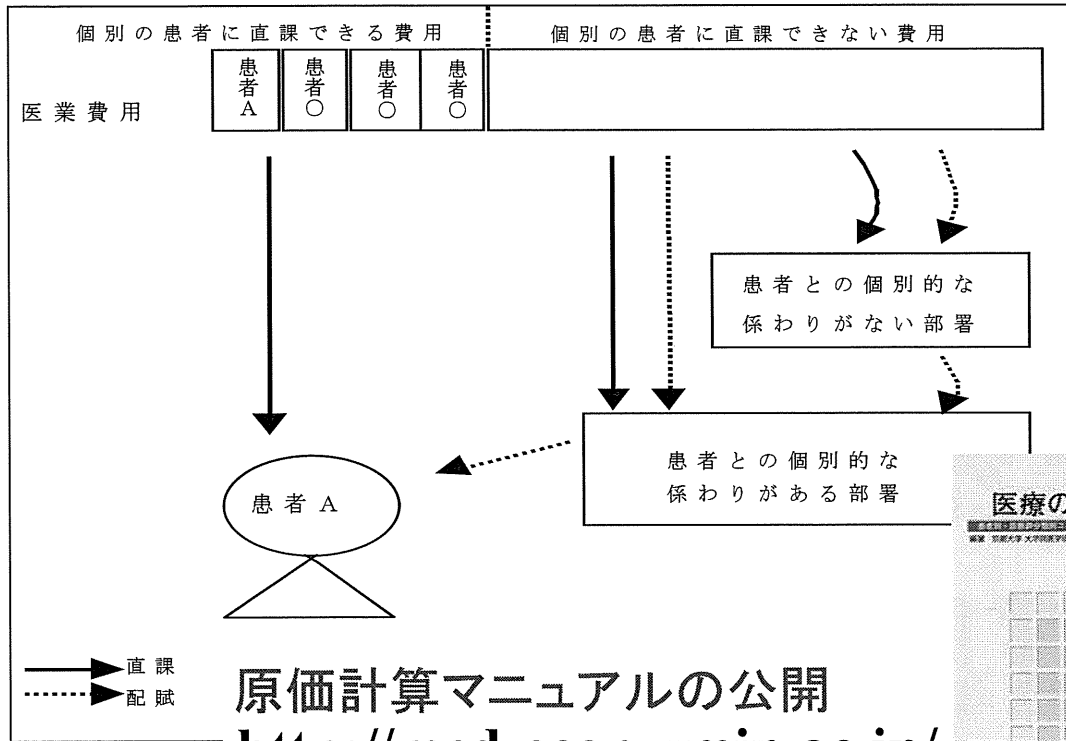 個別の患者に直課できる費用
個別の患者に直課できない費用
医業費用
患者A
患者○
患者○
患者○
患者との個別的な
係わりがない部署
患者との個別的な
係わりがある部署
患者A
直課
配賦
原価計算マニュアルの公開
医療の